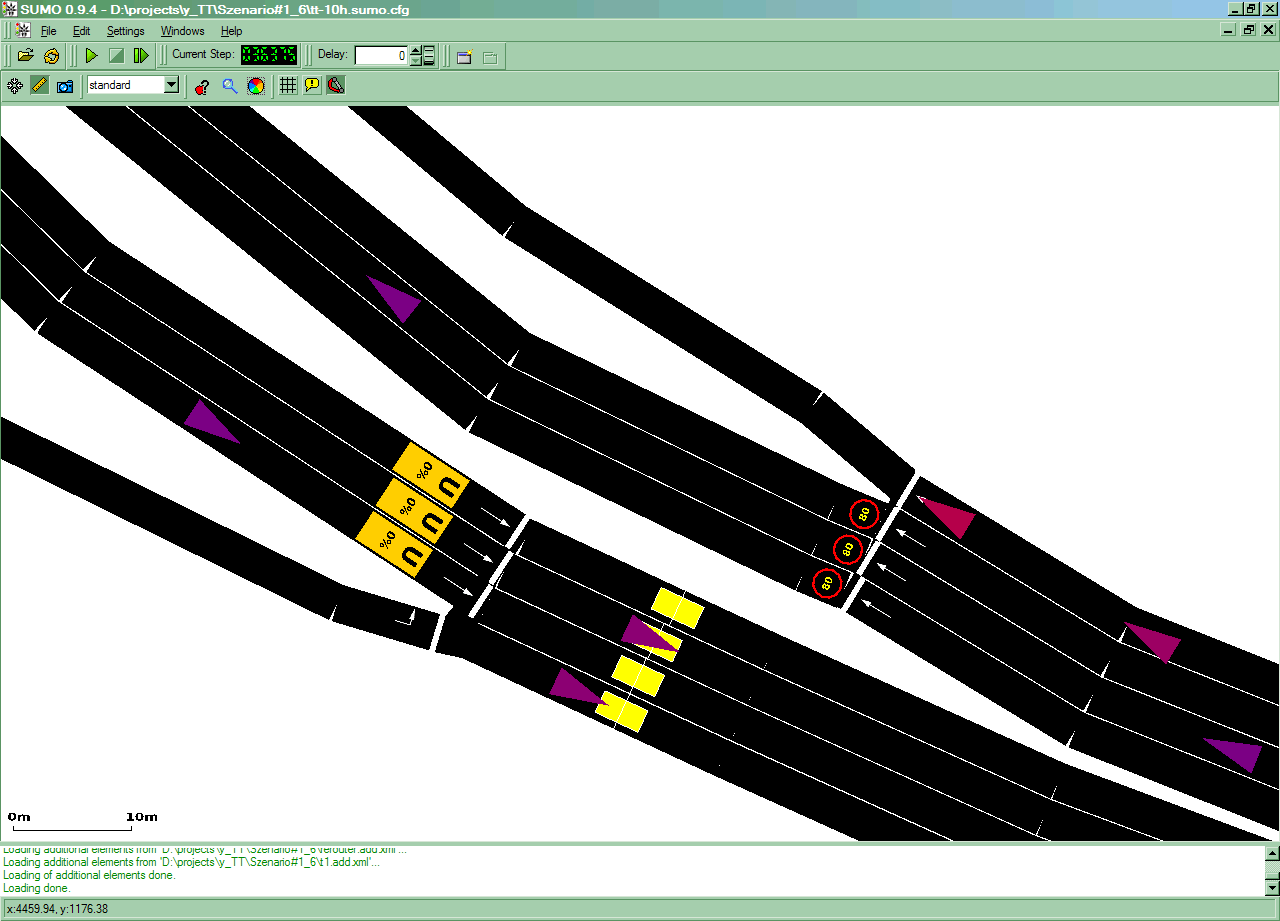 SUMO 0.9.4 - D:\projects\y_TT\Szenario#1_6\tt-10h.sumo.cfg
File Edit Settings Windows Help
Current Step: Delay: 0
standard
0%
U
0%
U
0%
U
80
80
80
0m 10m
Loading additional elements from 'D:\projects\y_TT\Szenario#1_6\rerouter.add.xml'...
Loading additional elements from 'D:\projects\y_TT\Szenario#1_6\t1.add.xml'...
Loading of additional elements done.
Loading done.
x:4459.94, y:1176.38